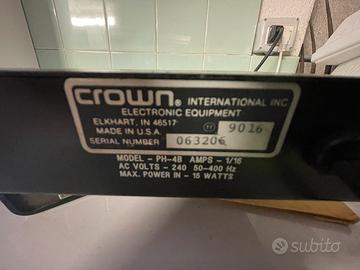 crown® INTERNATIONAL INC
ELECTRONIC EQUIPMENT
ELKHART, IN 46517
MADE IN U.S.A. 9016
SERIAL NUMBER 063206
MODEL - PH-4B AMPS - 1/16
AC VOLTS - 240 50-400 Hz
MAX. POWER IN - 15 WATTS
subito